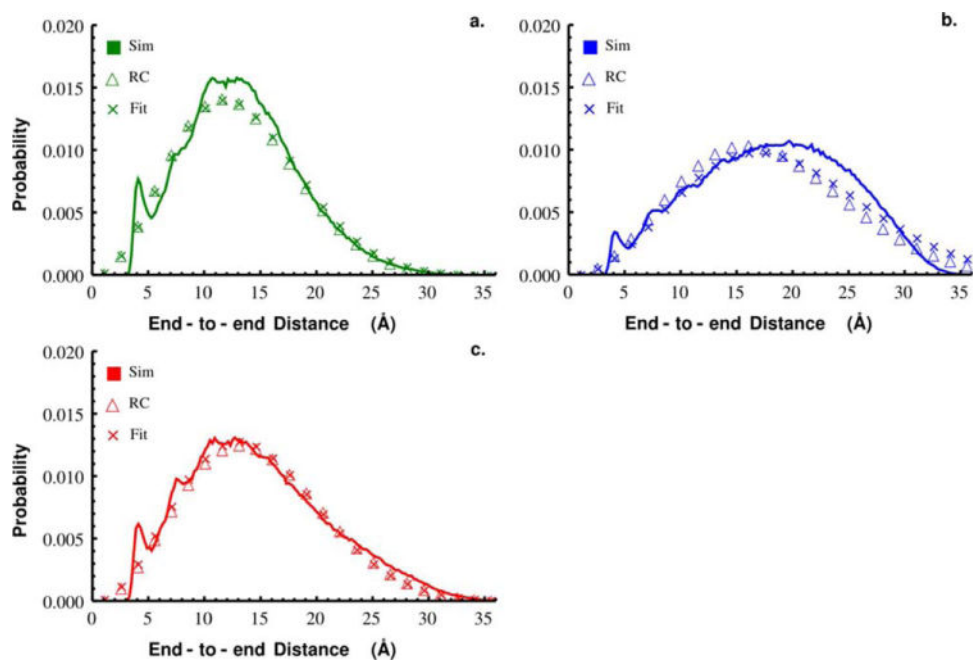 a.
0.020
0.015
0.010
0.005
0.000
Probability
Sim
RC
Fit
0 5 10 15 20 25 30 35
End - to - end Distance (Å)
b.
0.020
0.015
0.010
0.005
0.000
Probability
Sim
RC
Fit
0 5 10 15 20 25 30 35
End - to - end Distance (Å)
c.
0.020
0.015
0.010
0.005
0.000
Probability
Sim
RC
Fit
0 5 10 15 20 25 30 35
End - to - end Distance (Å)